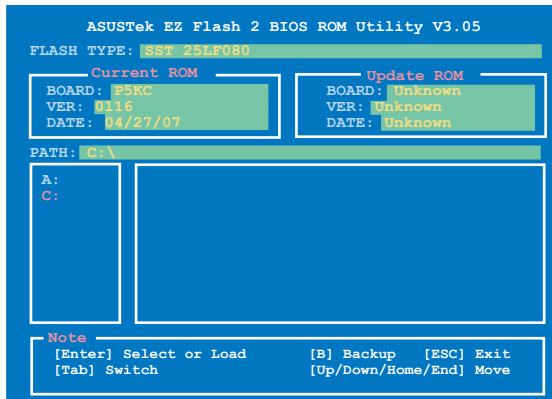 ASUSTek EZ Flash 2 BIOS ROM Utility V3.05
FLASH TYPE: SST 25LF080
Current ROM
BOARD: P5KC
VER: 0116
DATE: 04/27/07
Update ROM
BOARD: Unknown
VER: Unknown
DATE: Unknown
PATH: C:\
A:
C:
Note
[Enter] Select or Load [B] Backup [ESC] Exit
[Tab] Switch [Up/Down/Home/End] Move